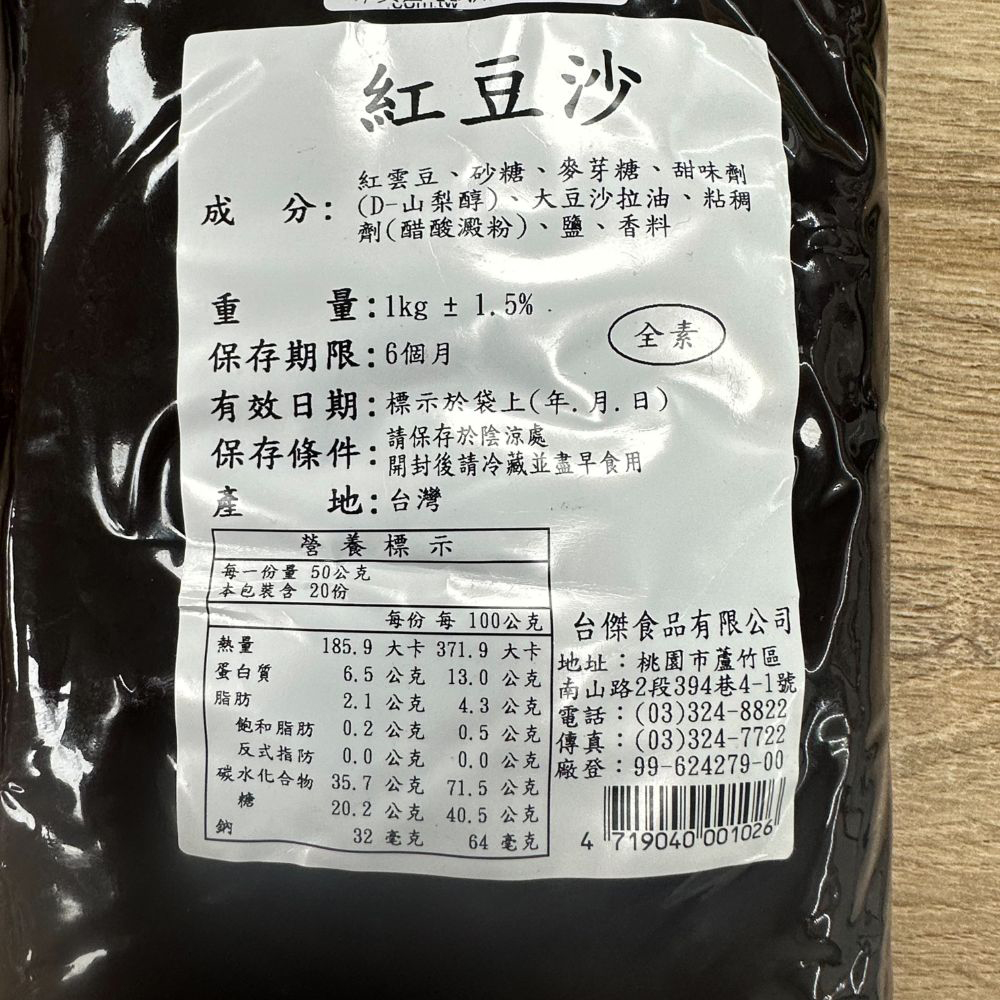 紅豆沙
成 分:紅雲豆、砂糖、麥芽糖、甜味劑
(D-山梨醇)、大豆沙拉油、粘稠
劑(醋酸澱粉)、鹽、香料
重 量:1kg ± 1.5%
全素
保存期限:6個月
有效日期:標示於袋上(年.月.日)
保存條件:請保存於陰涼處
開封後請冷藏並盡早食用
產 地:台灣
營養標示
每一份量 50公克
本包裝含 20份
每份 每 100公克
熱量 185.9 大卡 371.9 大卡
蛋白質 6.5 公克 13.0 公克
脂肪 2.1 公克 4.3 公克
飽和脂肪 0.2 公克 0.5 公克
反式指防 0.0 公克 0.0 公克
碳水化合物 35.7 公克 71.5 公克
糖 20.2 公克 40.5 公克
鈉 32 毫克 64 毫克
台傑食品有限公司
地址:桃園市蘆竹區
南山路2段394巷4-1號
電話:(03)324-8822
傳真:(03)324-7722
廠登:99-624279-00
4 719040 001026